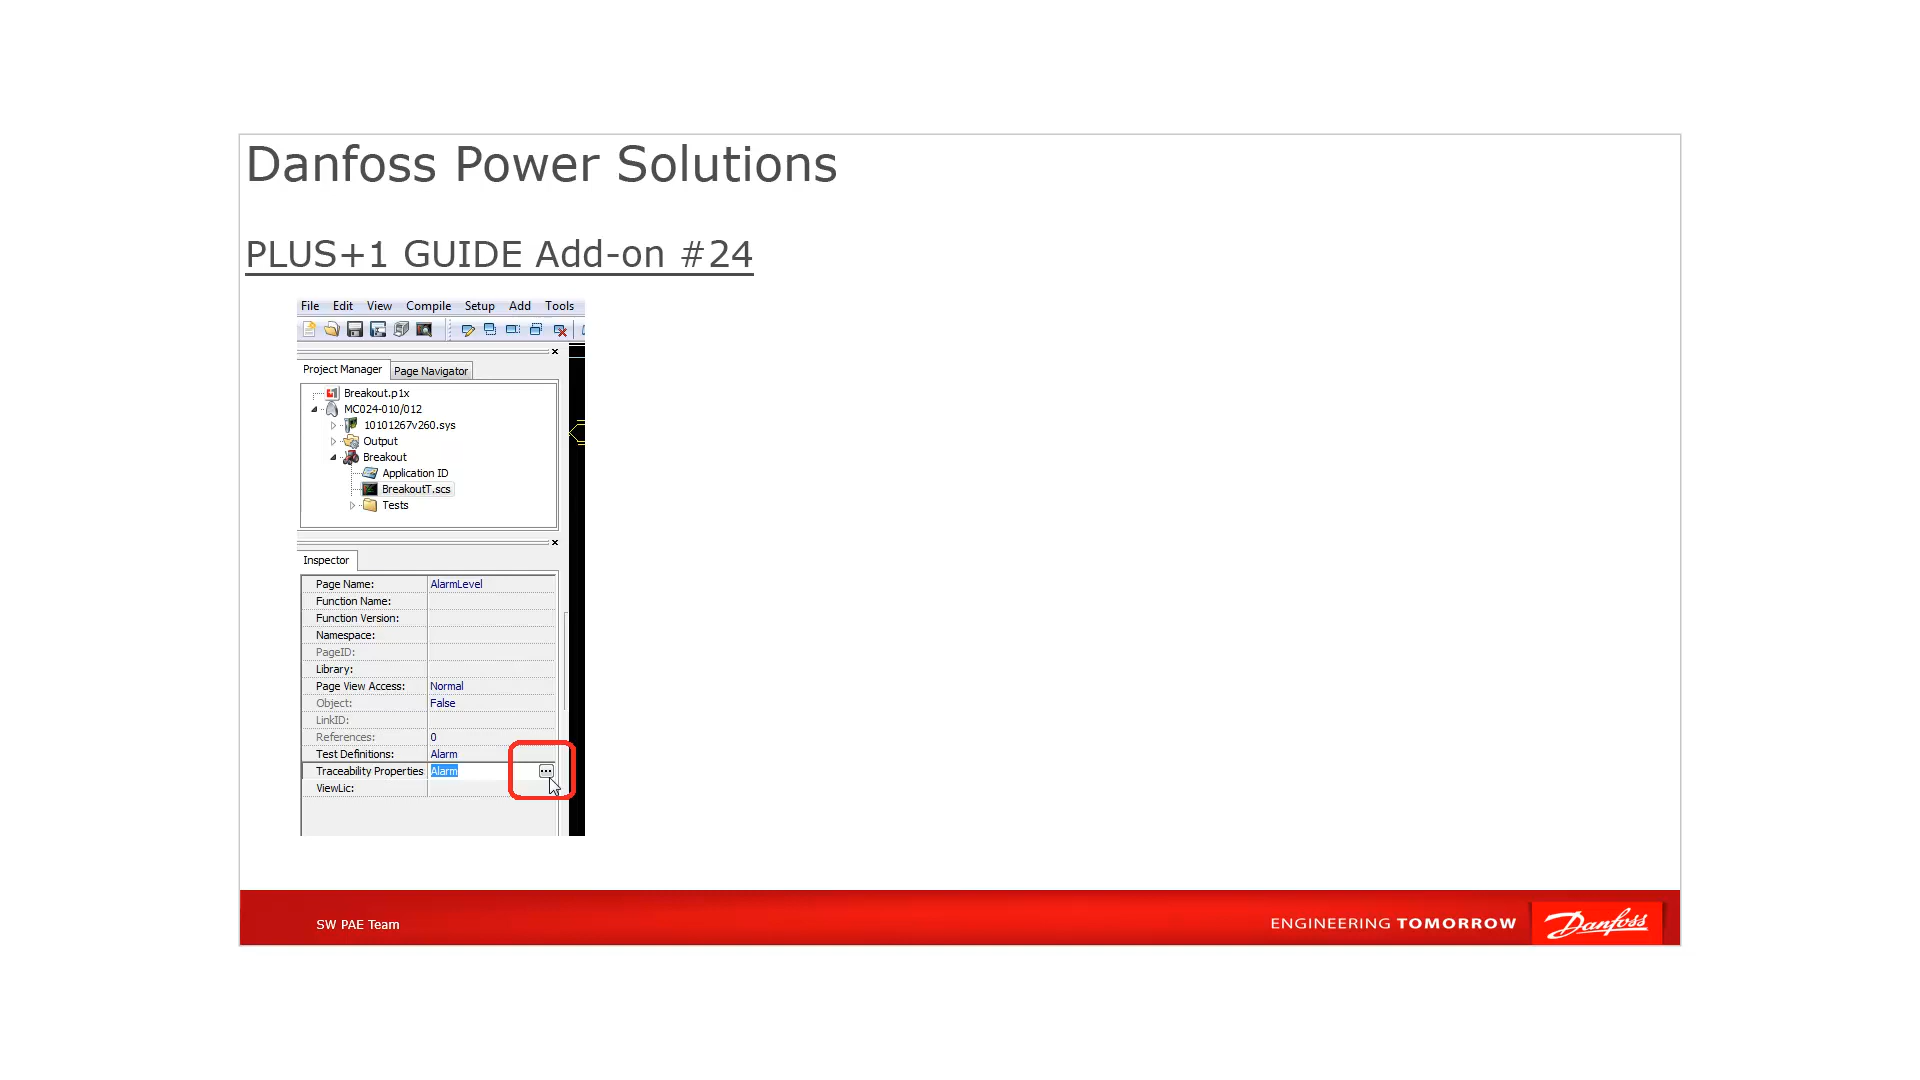 Danfoss Power Solutions
PLUS+1 GUIDE Add-on #24
File Edit View Compile Setup Add Tools
Project Manager Page Navigator
Breakout.p1x
MC024-010/012
10101267v260.sys
Output
Breakout
Application ID
BreakoutT.scs
Tests
Inspector
Page Name: AlarmLevel
Function Name:
Function Version:
Namespace:
PageID:
Library:
Page View Access: Normal
Object: False
LinkID:
References: 0
Test Definitions: Alarm
Traceability Properties Alarm
ViewLic:
SW PAE Team
ENGINEERING TOMORROW
Danfoss